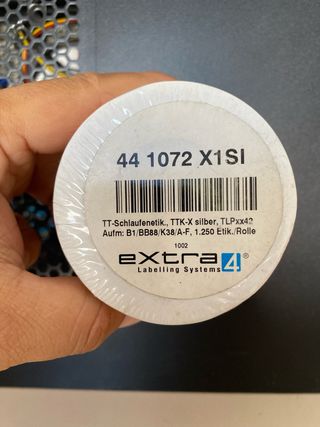 44 1072 X1SI
TT-Schlaufenetik., TTK-X silber, TLPxx42
Aufm: B1/BB88/K38/A-F, 1.250 Etik./Rolle
1002
extra4®
Labelling Systems